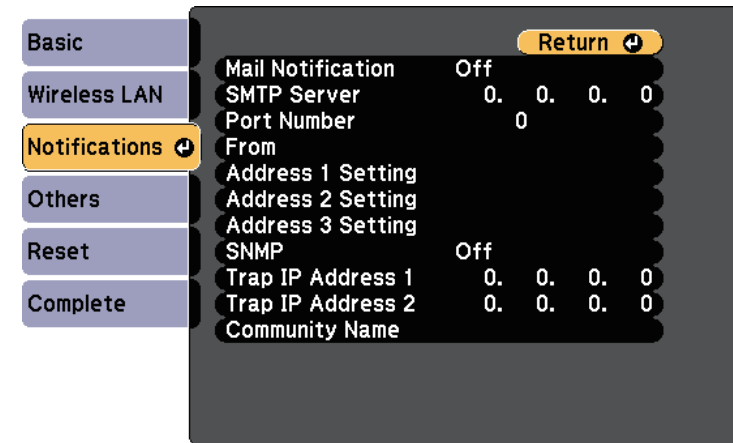 Basic
Wireless LAN
Notifications
Others
Reset
Complete
Return
Mail Notification Off
SMTP Server 0. 0. 0. 0
Port Number 0
From
Address 1 Setting
Address 2 Setting
Address 3 Setting
SNMP Off
Trap IP Address 1 0. 0. 0. 0
Trap IP Address 2 0. 0. 0. 0
Community Name